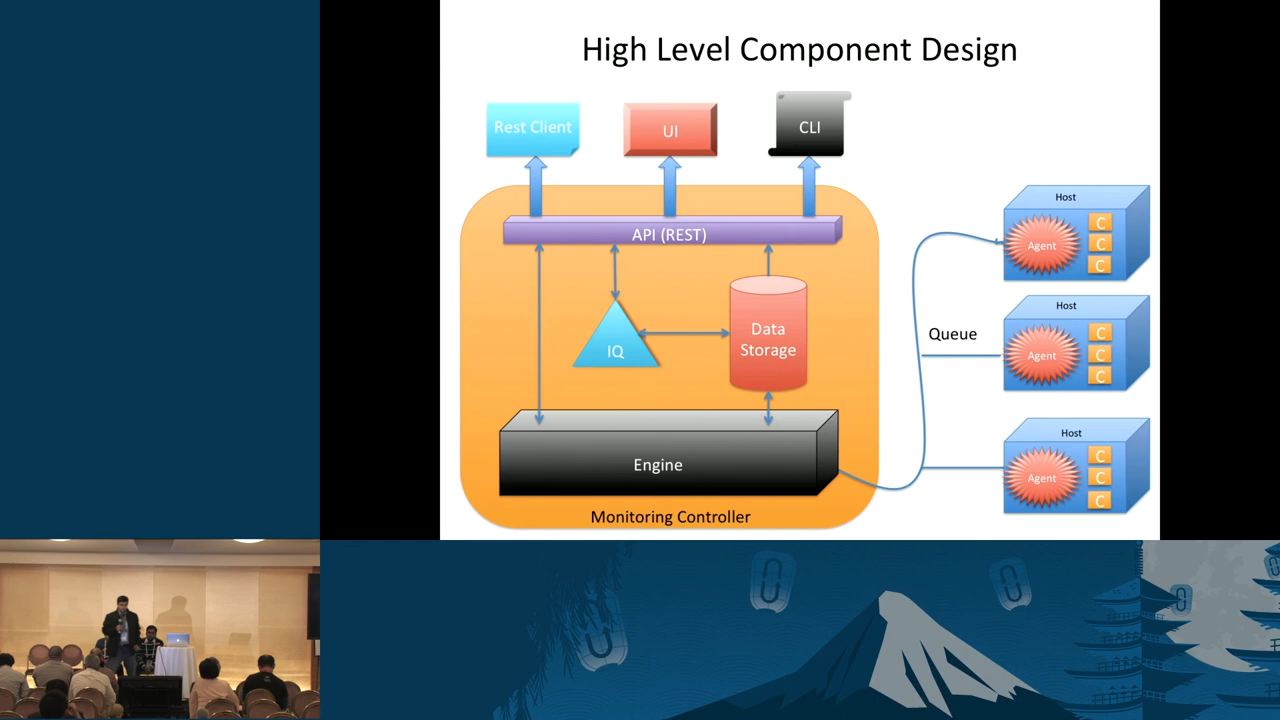 High Level Component Design
Rest Client
UI
CLI
API (REST)
IQ
Data
Storage
Engine
Monitoring Controller
Queue
Host
Agent
C
C
C
Host
Agent
C
C
C
Host
Agent
C
C
C